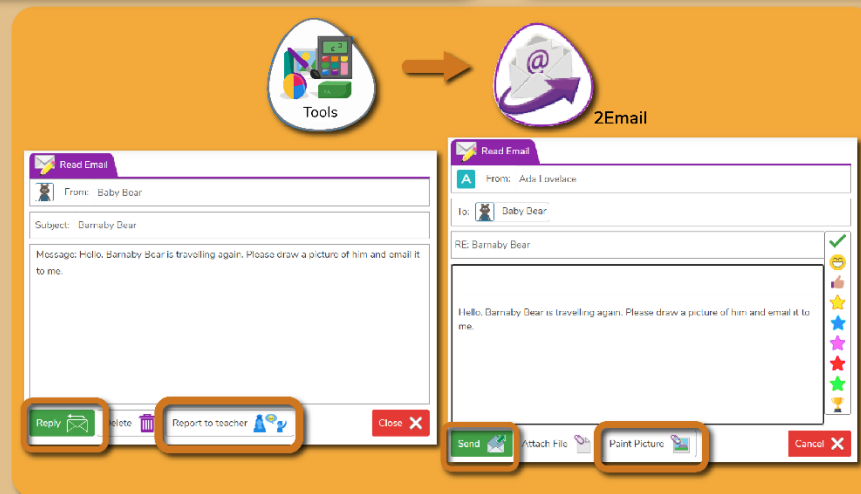 Tools
2Email
Read Email
From: Baby Bear
Subject: Barnaby Bear
Message: Hello. Barnaby Bear is travelling again. Please draw a picture of him and email it
to me.
Reply
elete
Report to teacher
Close
Read Email
A
From: Ada Lovelace
To: Baby Bear
RE: Barnaby Bear
Hello. Barnaby Bear is travelling again. Please draw a picture of him and email it to
me.
Send
Attach File
Paint Picture
Cancel